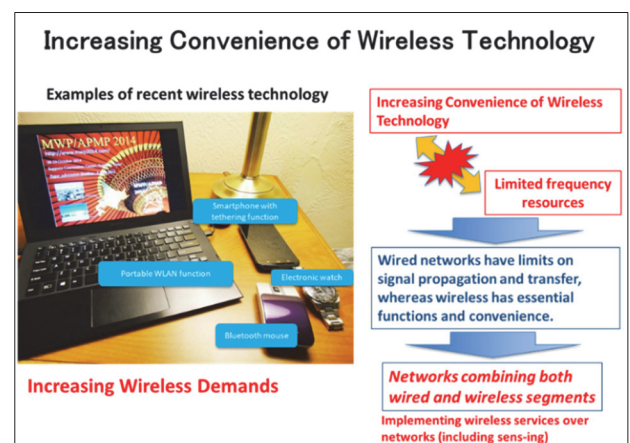 Increasing Convenience of Wireless Technology
Examples of recent wireless technology
MWP/APMP 2014
Smartphone with
tethering function
Portable WLAN function
Electronic watch
Bluetooth mouse
Increasing Wireless Demands
Increasing Convenience of Wireless
Technology
Limited frequency
resources
Wired networks have limits on
signal propagation and transfer,
whereas wireless has essential
functions and convenience.
Networks combining both
wired and wireless segments
Implementing wireless services over
networks (including sens-ing)